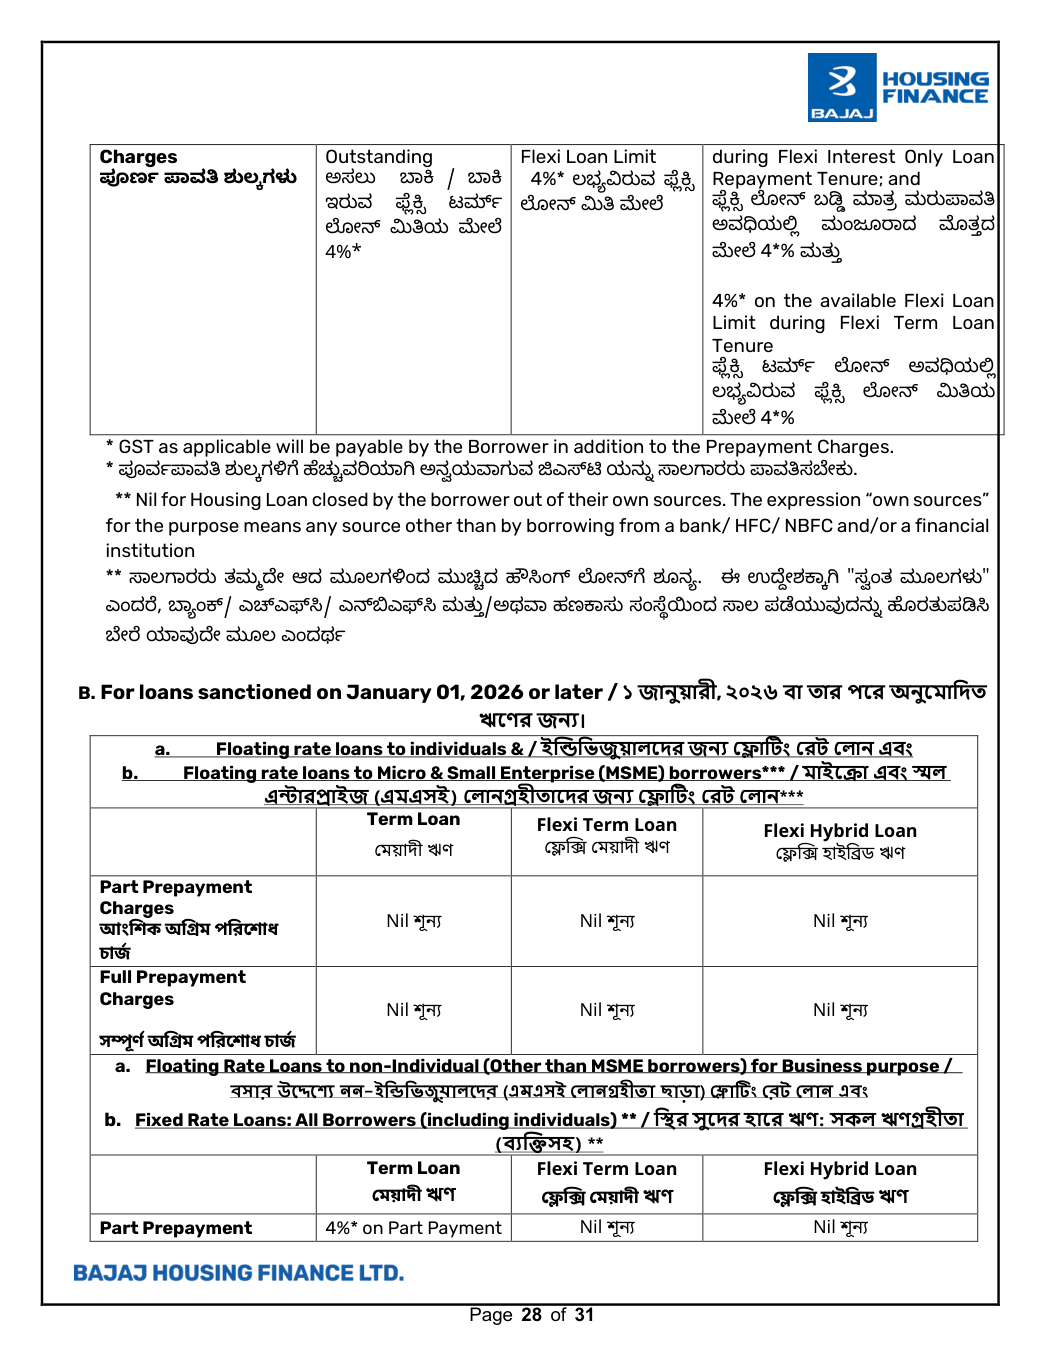 BAJAJ
HOUSING
FINANCE
Charges
ಪೂರ್ಣ ಪಾವತಿ ಶುಲ್ಕಗಳು
Outstanding
ಅಸಲು ಬಾಕಿ / ಬಾಕಿ
ಇರುವ ಫ್ಲೆಕ್ಸಿ ಟರ್ಮ್
ಲೋನ್ ಮಿತಿಯ ಮೇಲೆ
4%*
Flexi Loan Limit
4%* ಲಭ್ಯವಿರುವ ಫ್ಲೆಕ್ಸಿ
ಲೋನ್ ಮಿತಿ ಮೇಲೆ
during Flexi Interest Only Loan
Repayment Tenure; and
ಫ್ಲೆಕ್ಸಿ ಲೋನ್ ಬಡ್ಡಿ ಮಾತ್ರ ಮರುಪಾವತಿ
ಅವಧಿಯಲ್ಲಿ ಮಂಜೂರಾದ ಮೊತ್ತದ
ಮೇಲೆ 4*% ಮತ್ತು
4%* on the available Flexi Loan
Limit during Flexi Term Loan
Tenure
ಫ್ಲೆಕ್ಸಿ ಟರ್ಮ್ ಲೋನ್ ಅವಧಿಯಲ್ಲಿ
ಲಭ್ಯವಿರುವ ಫ್ಲೆಕ್ಸಿ ಲೋನ್ ಮಿತಿಯ
ಮೇಲೆ 4*%
* GST as applicable will be payable by the Borrower in addition to the Prepayment Charges.
* ಪೂರ್ವಪಾವತಿ ಶುಲ್ಕಗಳಿಗೆ ಹೆಚ್ಚುವರಿಯಾಗಿ ಅನ್ವಯವಾಗುವ ಜಿಎಸ್‌ಟಿ ಯನ್ನು ಸಾಲಗಾರರು ಪಾವತಿಸಬೇಕು.
** Nil for Housing Loan closed by the borrower out of their own sources. The expression “own sources”
for the purpose means any source other than by borrowing from a bank/ HFC/ NBFC and/or a financial
institution
** ಸಾಲಗಾರರು ತಮ್ಮದೇ ಆದ ಮೂಲಗಳಿಂದ ಮುಚ್ಚಿದ ಹೌಸಿಂಗ್ ಲೋನ್‌ಗೆ ಶೂನ್ಯ. ಈ ಉದ್ದೇಶಕ್ಕಾಗಿ "ಸ್ವಂತ ಮೂಲಗಳು"
ಎಂದರೆ, ಬ್ಯಾಂಕ್/ ಎಚ್ಎಫ್‌ಸಿ/ ಎನ್‌ಬಿಎಫ್‌ಸಿ ಮತ್ತು/ಅಥವಾ ಹಣಕಾಸು ಸಂಸ್ಥೆಯಿಂದ ಸಾಲ ಪಡೆಯುವುದನ್ನು ಹೊರತುಪಡಿಸಿ
ಬೇರೆ ಯಾವುದೇ ಮೂಲ ಎಂದರ್ಥ
B. For loans sanctioned on January 01, 2026 or later / ১ জানুয়ারী, ২০২৬ বা তার পরে অনুমোদিত
ঋণের জন্য।
a. Floating rate loans to individuals & / ইন্ডিভিজুয়ালদের জন্য ফ্লোটিং রেট লোন এবং
b. Floating rate loans to Micro & Small Enterprise (MSME) borrowers*** / মাইক্রো এবং স্মল
এন্টারপ্রাইজ (এমএসই) লোনগ্রহীতাদের জন্য ফ্লোটিং রেট লোন***
Term Loan
মেয়াদী ঋণ
Flexi Term Loan
ফ্লেক্সি মেয়াদী ঋণ
Flexi Hybrid Loan
ফ্লেক্সি হাইব্রিড ঋণ
Part Prepayment
Charges
আংশিক অগ্রিম পরিশোধ
চার্জ
Nil শূন্য
Nil শূন্য
Nil শূন্য
Full Prepayment
Charges
সম্পূর্ণ অগ্রিম পরিশোধ চার্জ
Nil শূন্য
Nil শূন্য
Nil শূন্য
a. Floating Rate Loans to non-Individual (Other than MSME borrowers) for Business purpose /
বসার উদ্দেশ্যে নন-ইন্ডিভিজুয়ালদের (এমএসই লোনগ্রহীতা ছাড়া) ফ্লোটিং রেট লোন এবং
b. Fixed Rate Loans: All Borrowers (including individuals) ** / স্থির সুদের হারে ঋণ: সকল ঋণগ্রহীতা
(ব্যক্তিসহ) **
Term Loan
মেয়াদী ঋণ
Flexi Term Loan
ফ্লেক্সি মেয়াদী ঋণ
Flexi Hybrid Loan
ফ্লেক্সি হাইব্রিড ঋণ
Part Prepayment
4%* on Part Payment
Nil শূন্য
Nil শূন্য
BAJAJ HOUSING FINANCE LTD.
Page 28 of 31